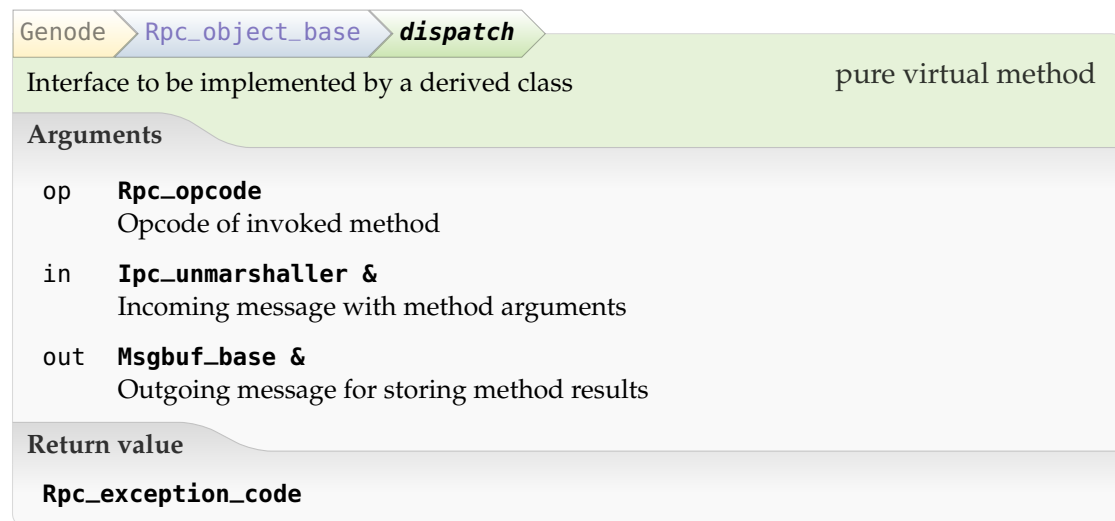 Genode Rpc_object_base dispatch
Interface to be implemented by a derived class pure virtual method
Arguments
op Rpc_opcode
Opcode of invoked method
in Ipc_unmarshaller &
Incoming message with method arguments
out Msgbuf_base &
Outgoing message for storing method results
Return value
Rpc_exception_code